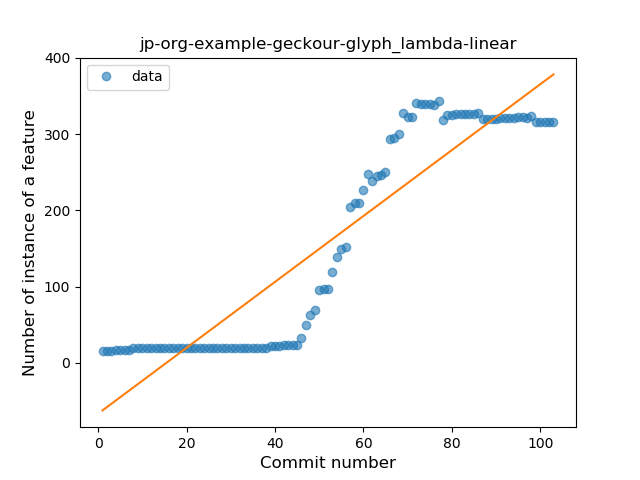 jp-org-example-geckour-glyph_lambda-linear
data
Number of instance of a feature
400
300
200
100
0
0 20 40 60 80 100
Commit number